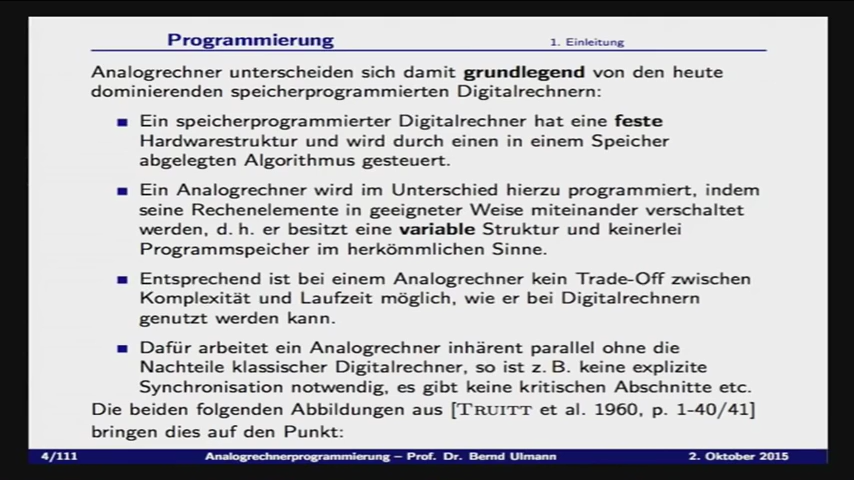 Programmierung
1. Einleitung
Analogrechner unterscheiden sich damit grundlegend von den heute
dominierenden speicherprogrammierten Digitalrechnern:
Ein speicherprogrammierter Digitalrechner hat eine feste
Hardwarestruktur und wird durch einen in einem Speicher
abgelegten Algorithmus gesteuert.
Ein Analogrechner wird im Unterschied hierzu programmiert, indem
seine Rechenelemente in geeigneter Weise miteinander verschaltet
werden, d. h. er besitzt eine variable Struktur und keinerlei
Programmspeicher im herkömmlichen Sinne.
Entsprechend ist bei einem Analogrechner kein Trade-Off zwischen
Komplexität und Laufzeit möglich, wie er bei Digitalrechnern
genutzt werden kann.
Dafür arbeitet ein Analogrechner inhärent parallel ohne die
Nachteile klassischer Digitalrechner, so ist z. B. keine explizite
Synchronisation notwendig, es gibt keine kritischen Abschnitte etc.
Die beiden folgenden Abbildungen aus [TRUITT et al. 1960, p. 1-40/41]
bringen dies auf den Punkt:
4/111
Analogrechnerprogrammierung – Prof. Dr. Bernd Ulmann
2. Oktober 2015